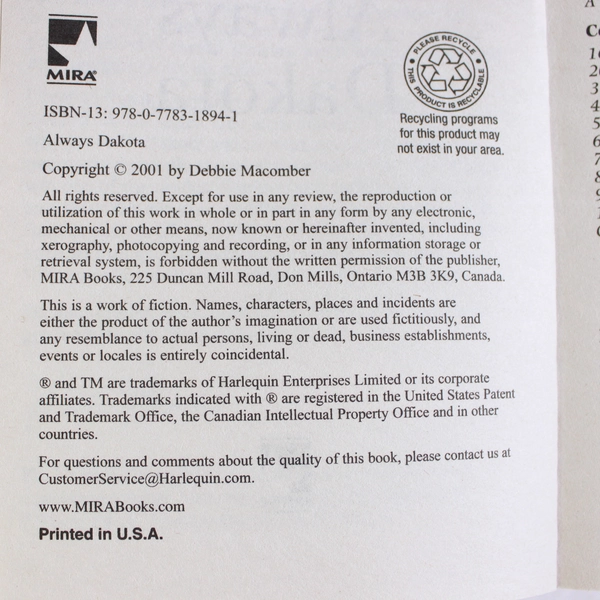 MIRA®
PLEASE RECYCLE
THIS PRODUCT IS RECYCLABLE
Recycling programs
for this product may
not exist in your area.
ISBN-13: 978-0-7783-1894-1
Always Dakota
Copyright © 2001 by Debbie Macomber
All rights reserved. Except for use in any review, the reproduction or
utilization of this work in whole or in part in any form by any electronic,
mechanical or other means, now known or hereinafter invented, including
xerography, photocopying and recording, or in any information storage or
retrieval system, is forbidden without the written permission of the publisher,
MIRA Books, 225 Duncan Mill Road, Don Mills, Ontario M3B 3K9, Canada.
This is a work of fiction. Names, characters, places and incidents are
either the product of the author's imagination or are used fictitiously, and
any resemblance to actual persons, living or dead, business establishments,
events or locales is entirely coincidental.
® and TM are trademarks of Harlequin Enterprises Limited or its corporate
affiliates. Trademarks indicated with ® are registered in the United States Patent
and Trademark Office, the Canadian Intellectual Property Office and in other
countries.
For questions and comments about the quality of this book, please contact us at
CustomerService@Harlequin.com.
www.MIRABooks.com
Printed in U.S.A.